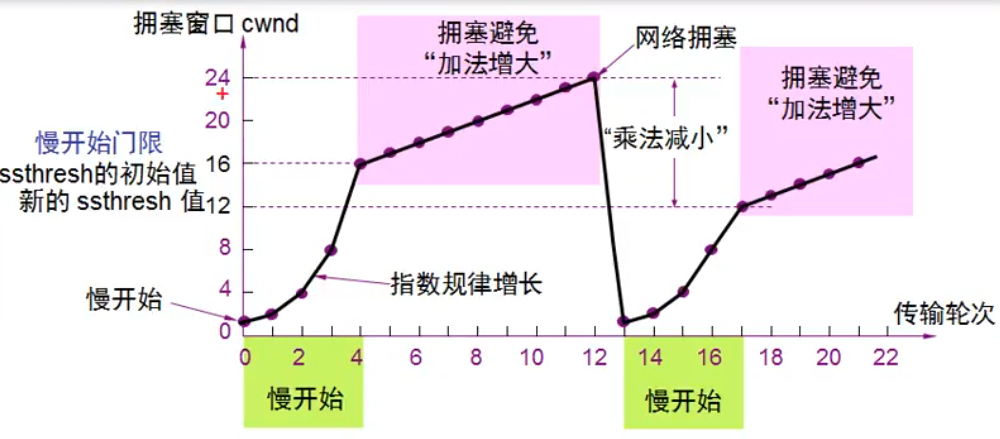 拥塞窗口 cwnd
拥塞避免
“加法增大”
网络拥塞
拥塞避免
“加法增大”
24
+
20
慢开始门限
“乘法减小”
16
ssthresh的初始值
新的 ssthresh 值
12
8
4
指数规律增长
慢开始
0
传输轮次
0 2 4 6 8 10 12 14 16 18 20 22
慢开始
慢开始